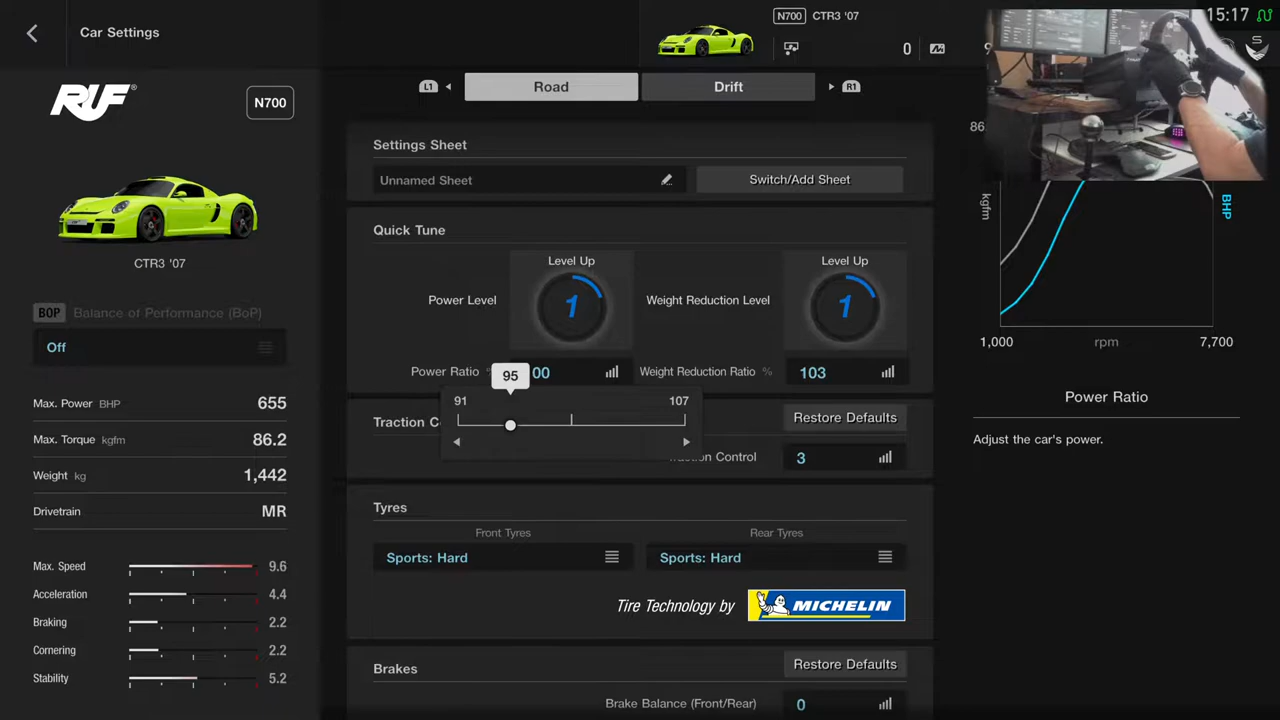 Car Settings
N700 CTR3 '07
0
15:17
S
RUF®
N700
CTR3 '07
BOP Balance of Performance (BoP)
Off
Max. Power BHP 655
Max. Torque kgfm 86.2
Weight kg 1,442
Drivetrain MR
Max. Speed 9.6
Acceleration 4.4
Braking 2.2
Cornering 2.2
Stability 5.2
L1 Road Drift R1
Settings Sheet
Unnamed Sheet Switch/Add Sheet
Quick Tune
Level Up Level Up
Power Level 1 Weight Reduction Level 1
Power Ratio % 00 Weight Reduction Ratio % 103
95
91 107
Traction Restore Defaults
Control 3
Tyres
Front Tyres Rear Tyres
Sports: Hard Sports: Hard
Tire Technology by MICHELIN
Brakes Restore Defaults
Brake Balance (Front/Rear) 0
86.
kgfm BHP
1,000 rpm 7,700
Power Ratio
Adjust the car's power.